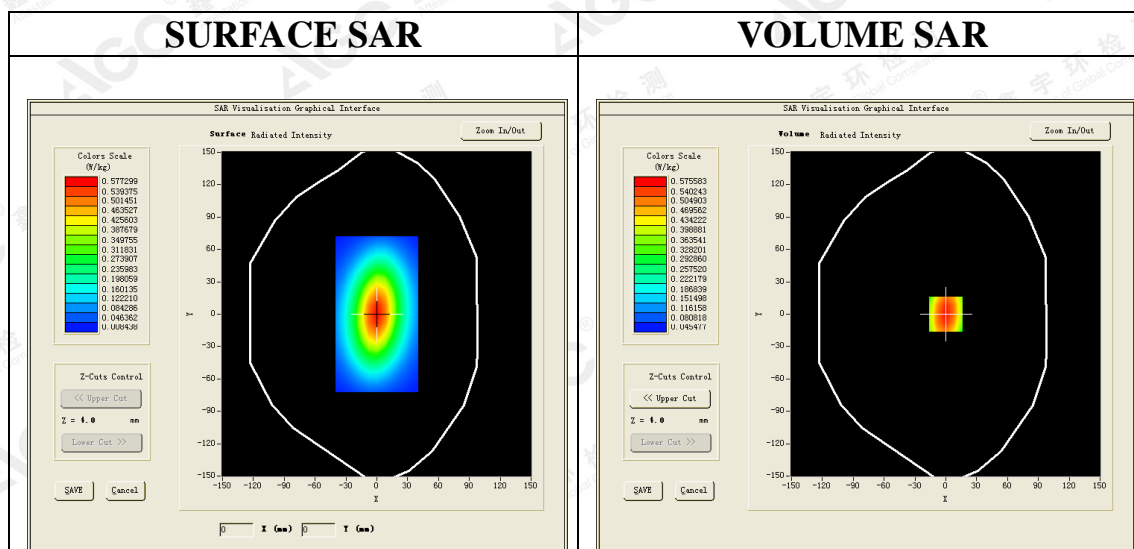 SURFACE SAR
VOLUME SAR
SAR Visualisation Graphical Interface
Surface Radiated Intensity
Zoom In/Out
Colors Scale
(W/kg)
0.577299
0.539375
0.501451
0.463527
0.425603
0.387679
0.349755
0.311831
0.273907
0.235983
0.198059
0.160135
0.122210
0.084286
0.046362
0.008438
Z-Cuts Control
<< Upper Cut
Z = 4.0 mm
Lower Cut >>
SAVE
Cancel
150
120
90
60
30
0
-30
-60
-90
-120
-150
Y
-150 -120 -90 -60 -30 0 30 60 90 120 150
X
0 X (mm) 0 Y (mm)
SAR Visualisation Graphical Interface
Volume Radiated Intensity
Zoom In/Out
Colors Scale
(W/kg)
0.575583
0.540243
0.504903
0.469562
0.434222
0.398881
0.363541
0.328201
0.292860
0.257520
0.222179
0.186839
0.151498
0.116158
0.080818
0.045477
Z-Cuts Control
<< Upper Cut
Z = 4.0 mm
Lower Cut >>
SAVE
Cancel
150
120
90
60
30
0
-30
-60
-90
-120
-150
Y
-150 -120 -90 -60 -30 0 30 60 90 120 150
X